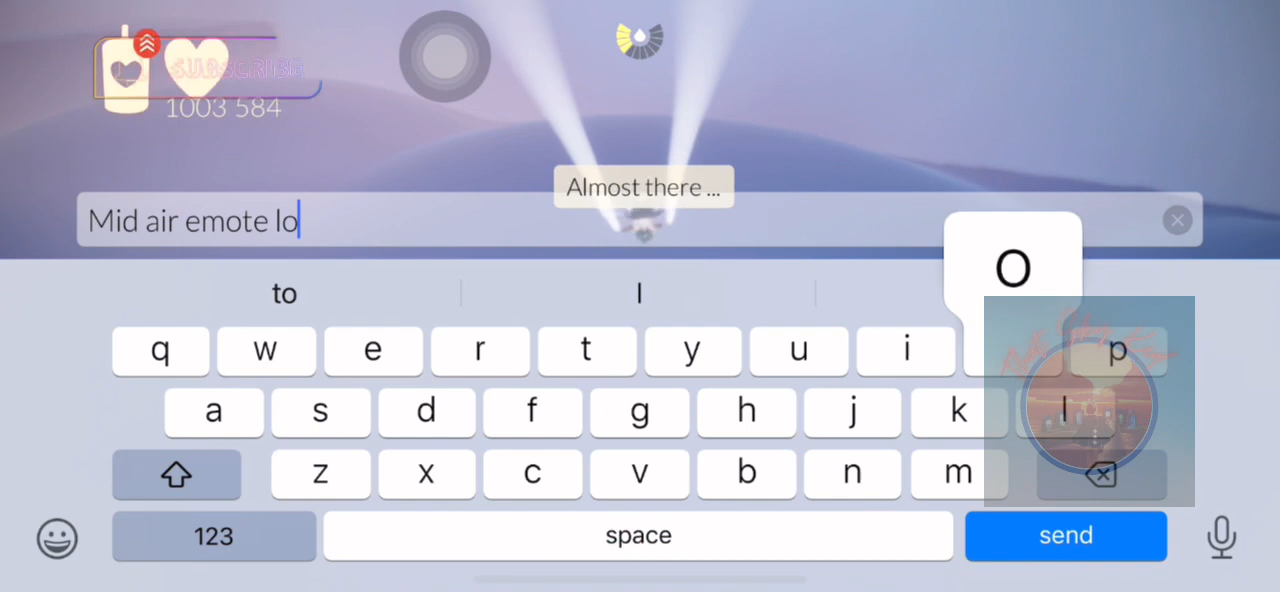 SUBSCRIBE
1003 584
Almost there ...
Mid air emote lo
to I
O
q w e r t y u i p
a s d f g h j k l
z x c v b n m
123 space send